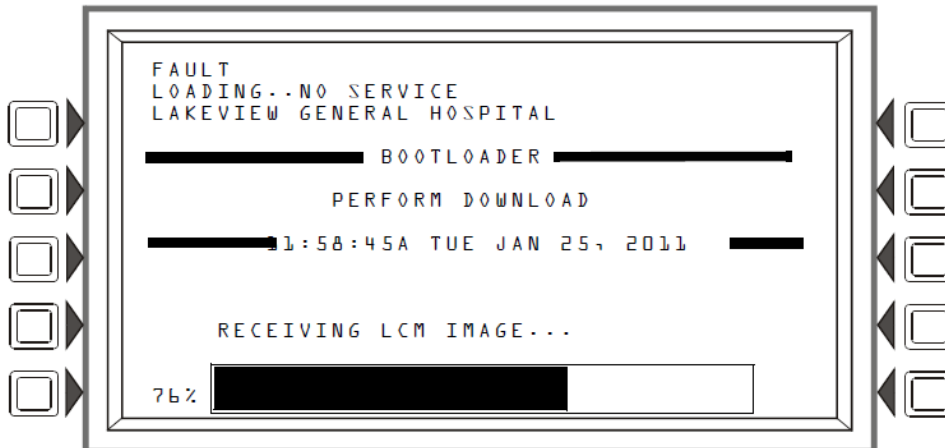 FAULT
LOADING..NO SERVICE
LAKEVIEW GENERAL HOSPITAL
BOOTLOADER
PERFORM DOWNLOAD
11:58:45A TUE JAN 25, 2011
RECEIVING LCM IMAGE...
76%